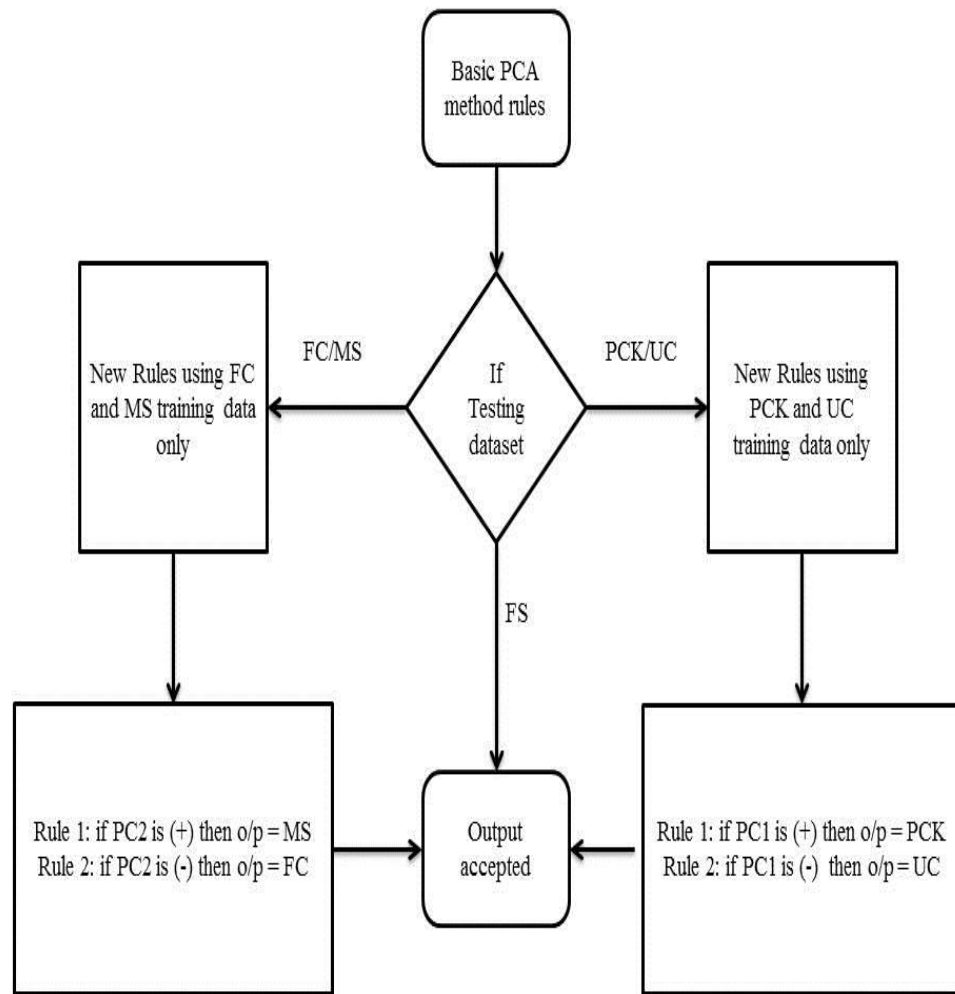 Basic PCA
method rules
FC/MS
PCK/UC
If
Testing
dataset
New Rules using FC
and MS training data
only
New Rules using
PCK and UC
training data only
FS
Rule 1: if PC2 is (+) then o/p = MS
Rule 2: if PC2 is (-) then o/p = FC
Output
accepted
Rule 1: if PC1 is (+) then o/p = PCK
Rule 2: if PC1 is (-) then o/p = UC